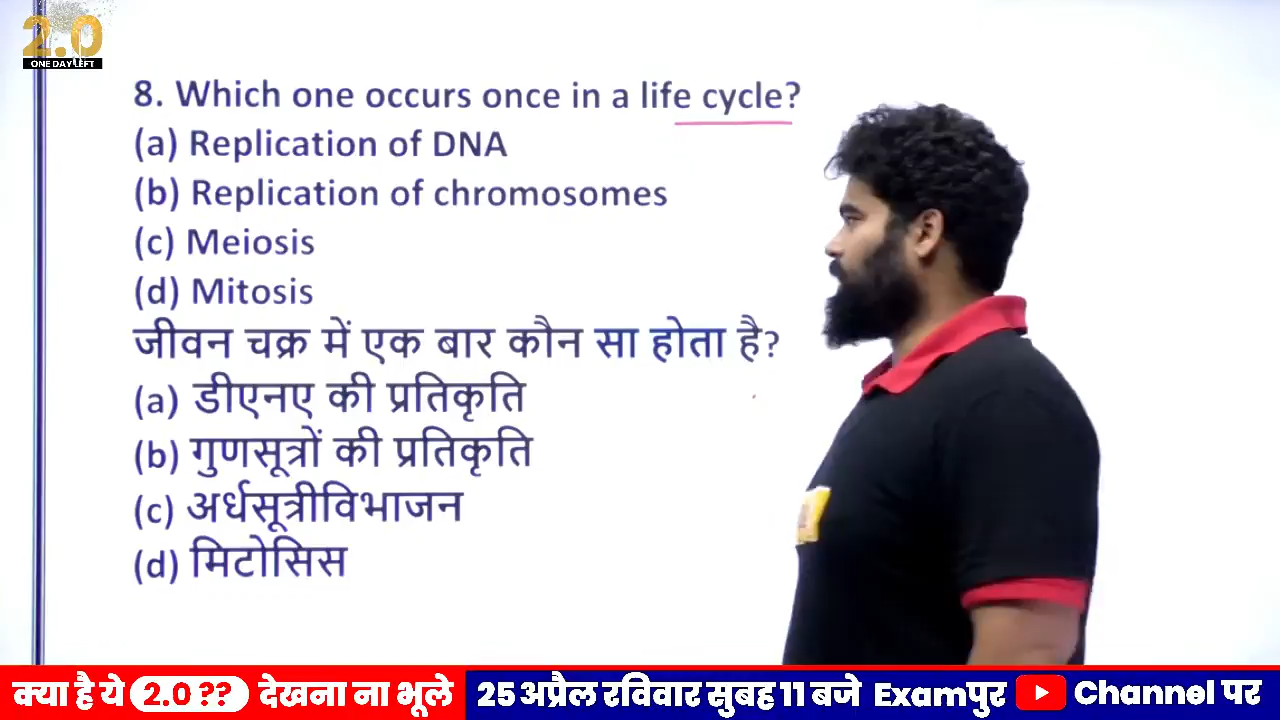 2.0
ONE DAY LEFT
8. Which one occurs once in a life cycle?
(a) Replication of DNA
(b) Replication of chromosomes
(c) Meiosis
(d) Mitosis
जीवन चक्र में एक बार कौन सा होता है?
(a) डीएनए की प्रतिकृति
(b) गुणसूत्रों की प्रतिकृति
(c) अर्धसूत्रीविभाजन
(d) मिटोसिस
क्या है ये 2.0 ?? देखना ना भूले 25 अप्रैल रविवार सुबह 11 बजे Examपुर Channel पर